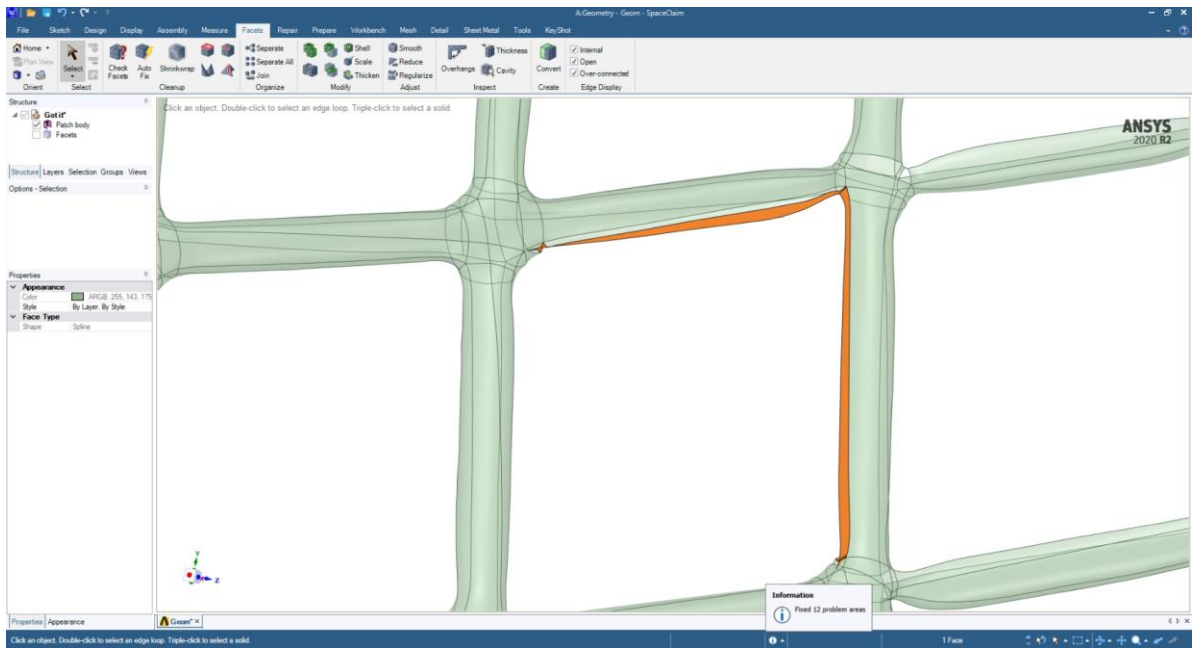 A:Geometry - Geom - SpaceClaim
File Sketch Design Display Assembly Measure Facets Repair Prepare Workbench Mesh Detail Sheet Metal Tools KeyShot
Home Select Check Facets Auto Fix Shrinkwrap Separate Shell Smooth Overhangs Thickness Convert Internal
Plan View Separate All Scale Reduce Cavity Open
Join Thicken Regularize Over-connected
Orient Select Cleanup Organize Modify Adjust Inspect Create Edge Display
Structure
Click an object. Double-click to select an edge loop. Triple-click to select a solid.
Got it*
Patch body
Facets
ANSYS
2020 R2
Structure Layers Selection Groups Views
Options - Selection
Properties
Appearance
Color ARGB: 255, 143, 175
Style By Layer, By Style
Face Type
Shape Spline
Y
Z
Information
Fixed 12 problem areas
Properties Appearance
Geom* ×
Click an object. Double-click to select an edge loop. Triple-click to select a solid.
1 Face